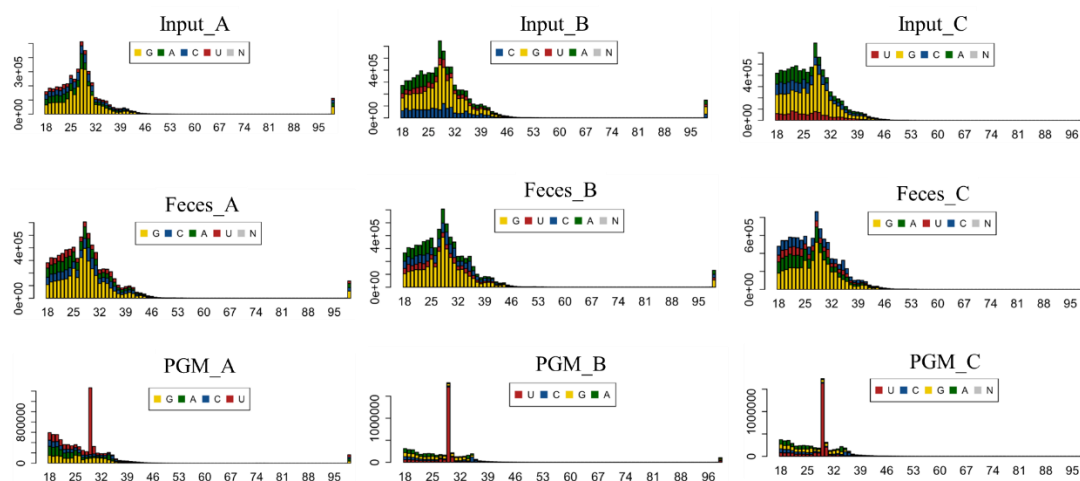 Input_A
Input_B
Input_C
G A C U N
C G U A N
U G C A N
0e+00 3e+05 6e+05
0e+00 4e+05
0e+00 4e+05
18 25 32 39 46 53 60 67 74 81 88 95
18 25 32 39 46 53 60 67 74 81 88 95
18 25 32 39 46 53 60 67 74 81 88 96
Feces_A
Feces_B
Feces_C
G C A U N
G U C A N
G A U C N
0e+00 4e+05
0e+00 4e+05
0e+00 6e+05
18 25 32 39 46 53 60 67 74 81 88 95
18 25 32 39 46 53 60 67 74 81 88 95
18 25 32 39 46 53 60 67 74 81 88 96
PGM_A
PGM_B
PGM_C
G A C U
U C G A
U C G A N
0 800000
0 1000000
0 1000000
18 25 32 39 46 53 60 67 74 81 88 95
18 25 32 39 46 53 60 67 74 81 88 96
18 25 32 39 46 53 60 67 74 81 88 96